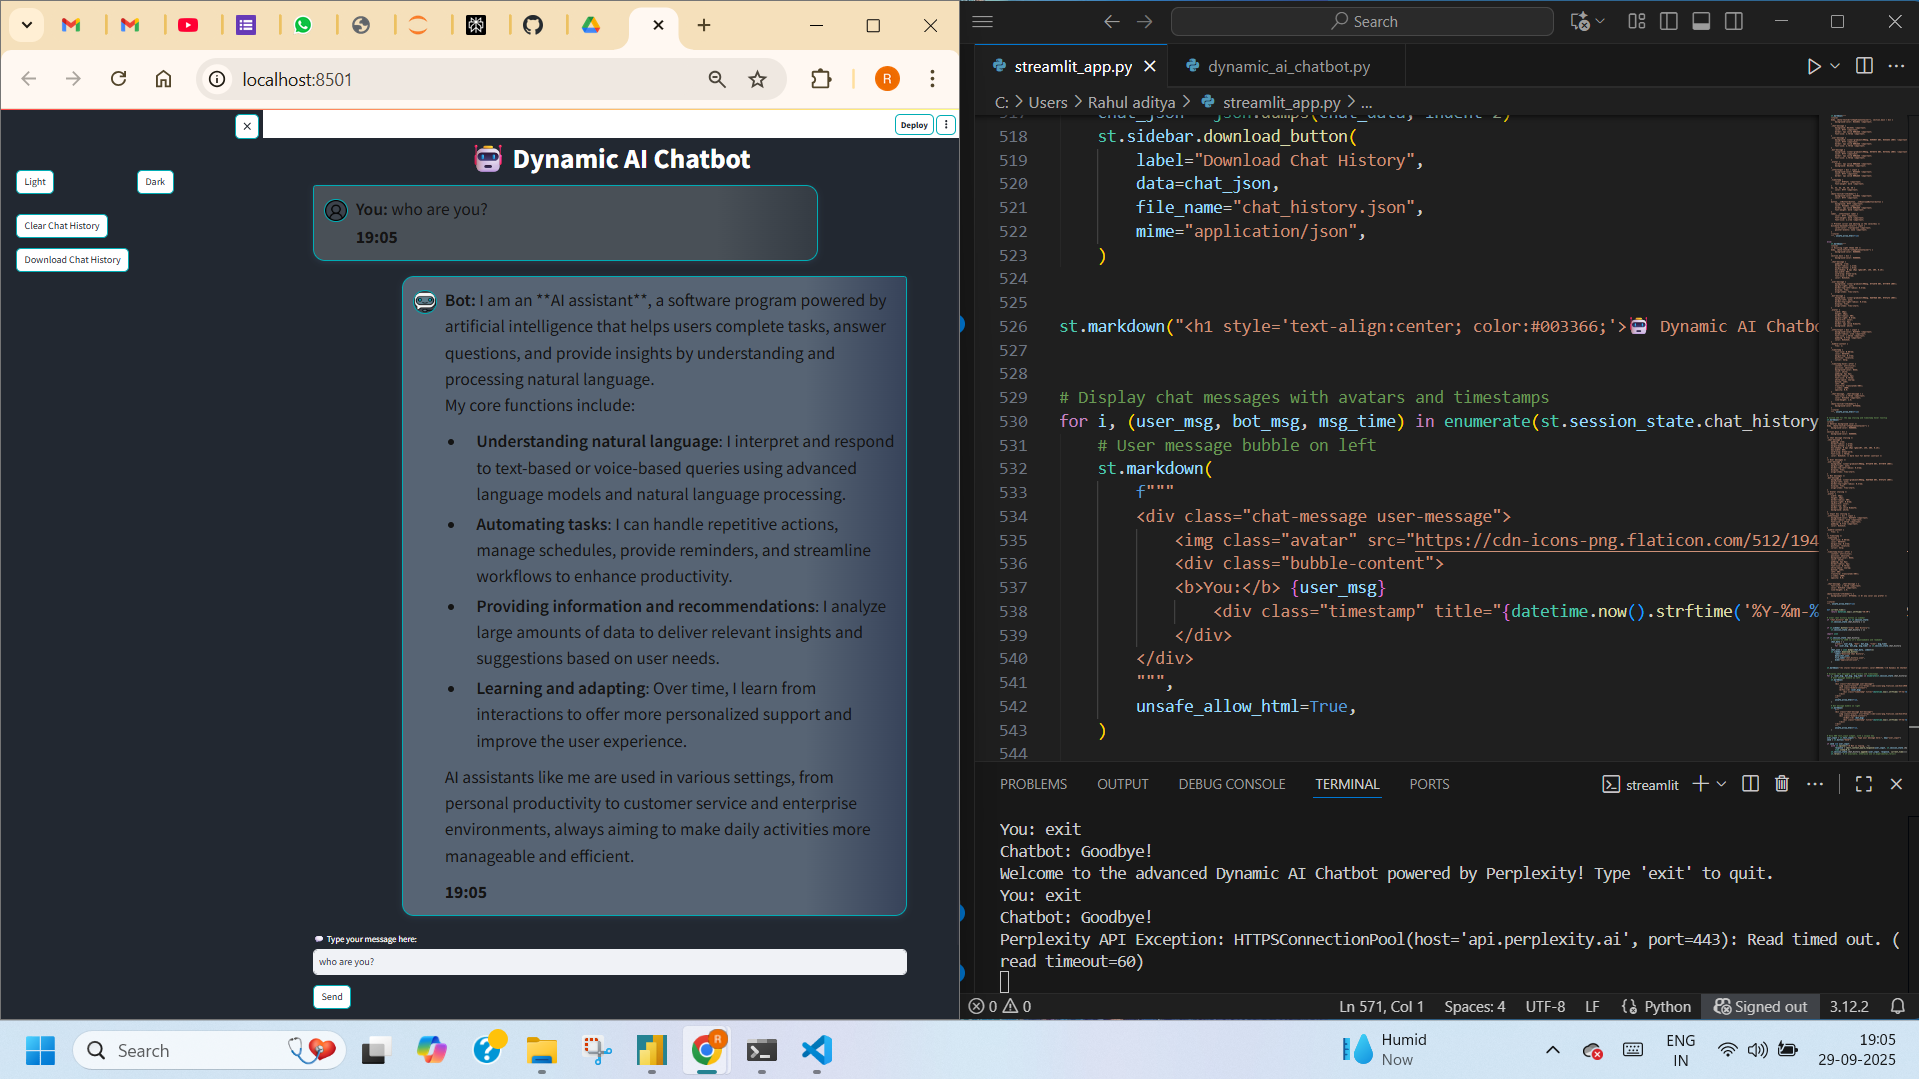 localhost:8501
R
Deploy
Light
Dark
Clear Chat History
Download Chat History
Dynamic AI Chatbot
You: who are you?
19:05
Bot: I am an **AI assistant**, a software program powered by
artificial intelligence that helps users complete tasks, answer
questions, and provide insights by understanding and
processing natural language.
My core functions include:
• Understanding natural language: I interpret and respond
to text-based or voice-based queries using advanced
language models and natural language processing.
• Automating tasks: I can handle repetitive actions,
manage schedules, provide reminders, and streamline
workflows to enhance productivity.
• Providing information and recommendations: I analyze
large amounts of data to deliver relevant insights and
suggestions based on user needs.
• Learning and adapting: Over time, I learn from
interactions to offer more personalized support and
improve the user experience.
AI assistants like me are used in various settings, from
personal productivity to customer service and enterprise
environments, always aiming to make daily activities more
manageable and efficient.
19:05
Type your message here:
who are you?
Send
Search
streamlit_app.py
dynamic_ai_chatbot.py
C: > Users > Rahul aditya > streamlit_app.py > ...
517 chat_json = json.dumps(chat_data, indent=2)
518 st.sidebar.download_button(
519 label="Download Chat History",
520 data=chat_json,
521 file_name="chat_history.json",
522 mime="application/json",
523 )
524
525
526 st.markdown("<h1 style='text-align:center; color:#003366;'>🤖 Dynamic AI Chatbo
527
528
529 # Display chat messages with avatars and timestamps
530 for i, (user_msg, bot_msg, msg_time) in enumerate(st.session_state.chat_history
531 # User message bubble on left
532 st.markdown(
533 f"""
534 <div class="chat-message user-message">
535 <img class="avatar" src="https://cdn-icons-png.flaticon.com/512/194
536 <div class="bubble-content">
537 <b>You:</b> {user_msg}
538 <div class="timestamp" title="{datetime.now().strftime('%Y-%m-%
539 </div>
540 </div>
541 """,
542 unsafe_allow_html=True,
543 )
544
PROBLEMS OUTPUT DEBUG CONSOLE TERMINAL PORTS
streamlit
You: exit
Chatbot: Goodbye!
Welcome to the advanced Dynamic AI Chatbot powered by Perplexity! Type 'exit' to quit.
You: exit
Chatbot: Goodbye!
Perplexity API Exception: HTTPSConnectionPool(host='api.perplexity.ai', port=443): Read timed out. (
read timeout=60)
0 0
Ln 571, Col 1 Spaces: 4 UTF-8 LF {} Python Signed out 3.12.2
Search
R
Humid
Now
ENG
IN
19:05
29-09-2025